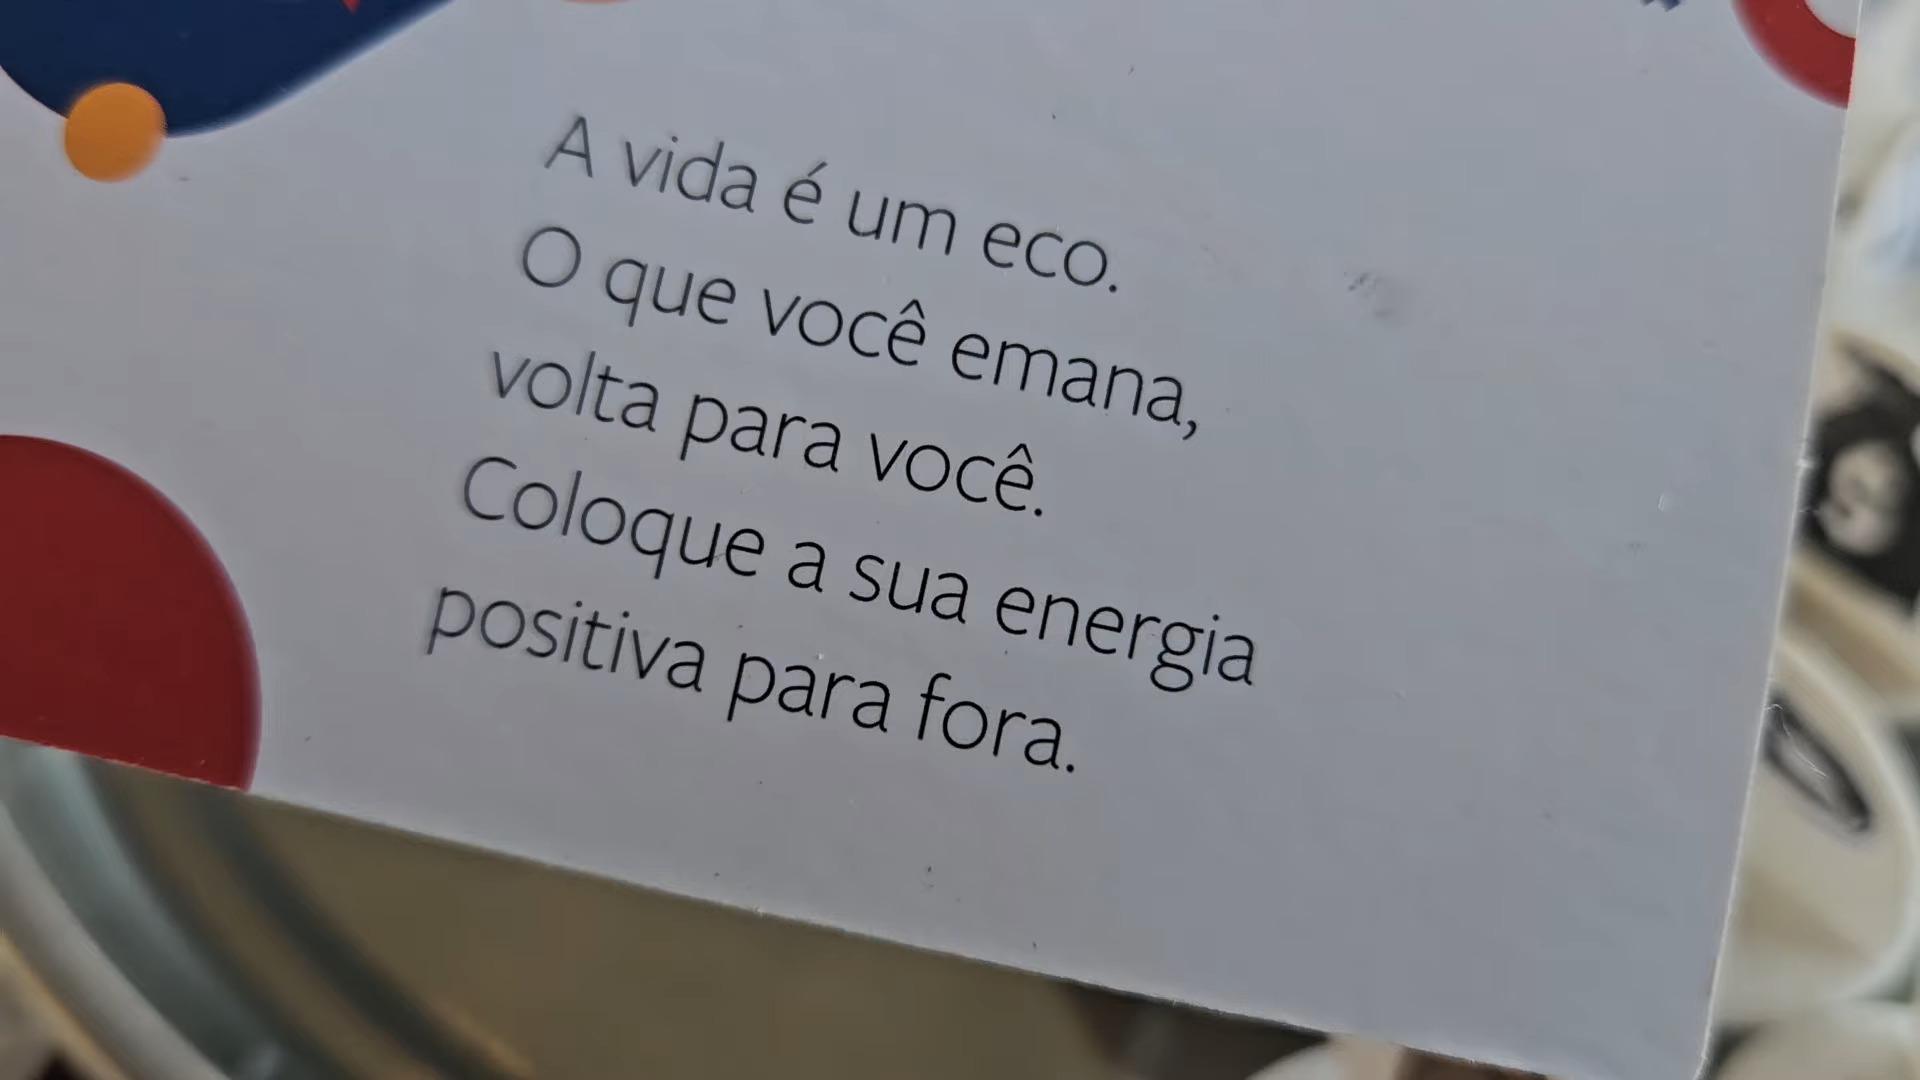 A vida é um eco.
O que você emana,
volta para você.
Coloque a sua energia
positiva para fora.